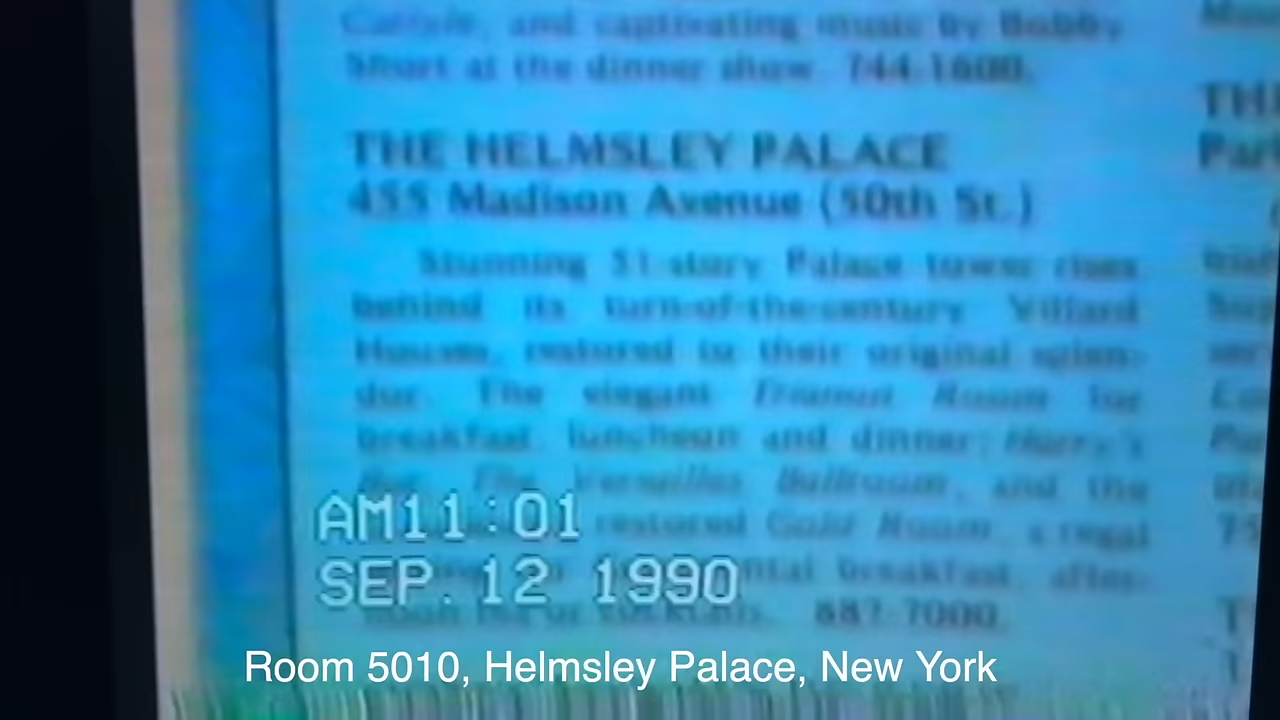 Carlyle, and captivating music by Bobby
Short at the dinner show. 744-1600.
THE HELMSLEY PALACE
455 Madison Avenue (50th St.)
Stunning 51-story Palace tower rises
behind its turn-of-the-century Villard
Houses, restored to their original splen-
dor. The elegant Trianon Room for
breakfast, luncheon and dinner; Harry's
Bar, The Versailles Ballroom, and the
restored Gold Room, a regal
breakfast, after-
687-7000.
THE
AM11:01
SEP. 12 1990
Room 5010, Helmsley Palace, New York